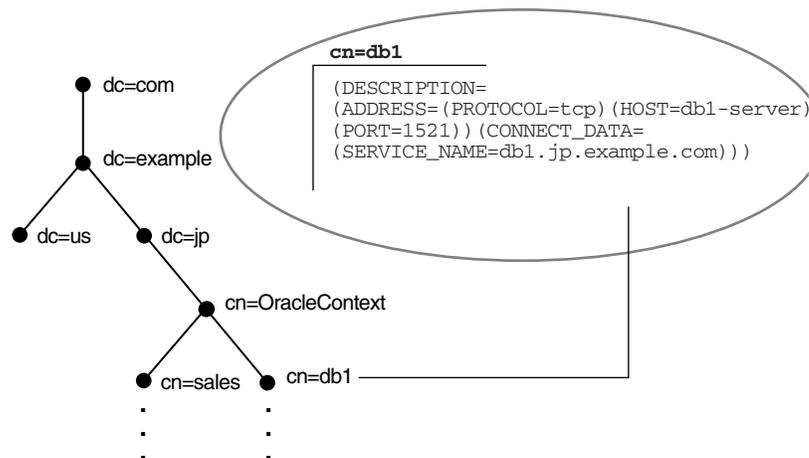 cn=db1
(DESCRIPTION=
(ADDRESS=(PROTOCOL=tcp)(HOST=db1-server)
(PORT=1521))(CONNECT_DATA=
(SERVICE_NAME=db1.jp.example.com)))
dc=com
dc=example
dc=us
dc=jp
cn=OracleContext
cn=sales
cn=db1